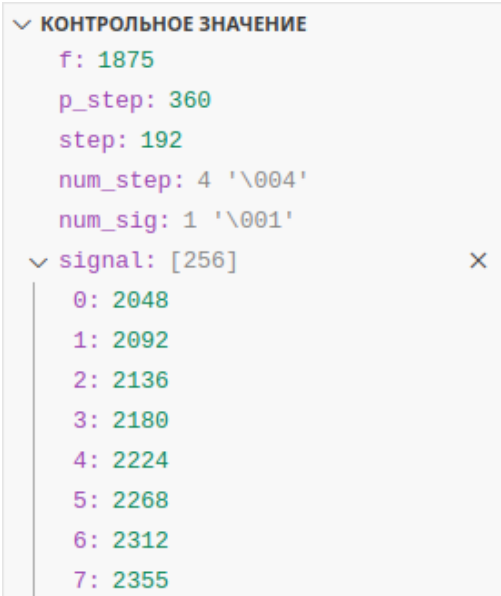 КОНТРОЛЬНОЕ ЗНАЧЕНИЕ
f: 1875
p_step: 360
step: 192
num_step: 4 '\004'
num_sig: 1 '\001'
signal: [256]
0: 2048
1: 2092
2: 2136
3: 2180
4: 2224
5: 2268
6: 2312
7: 2355